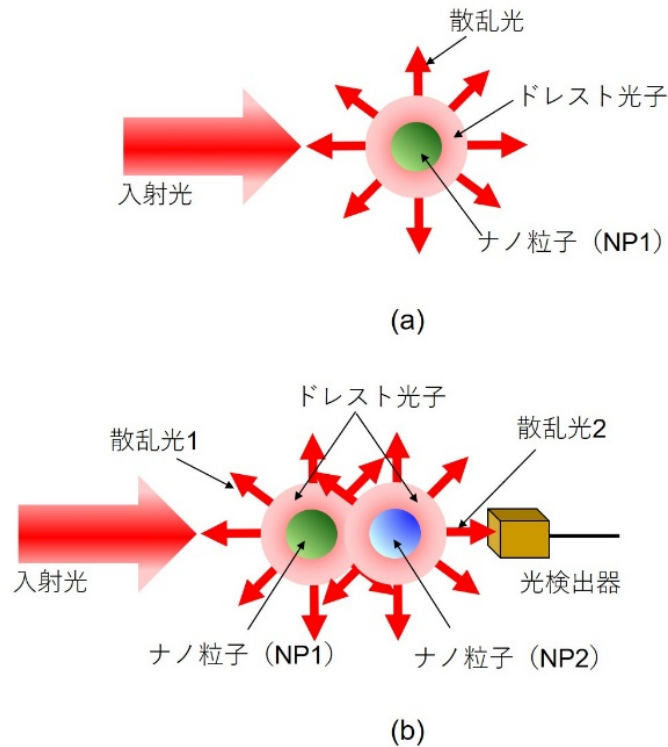 散乱光
ドレスト光子
入射光
ナノ粒子（NP1）
(a)
ドレスト光子
散乱光1
散乱光2
入射光
光検出器
ナノ粒子（NP1）
ナノ粒子（NP2）
(b)